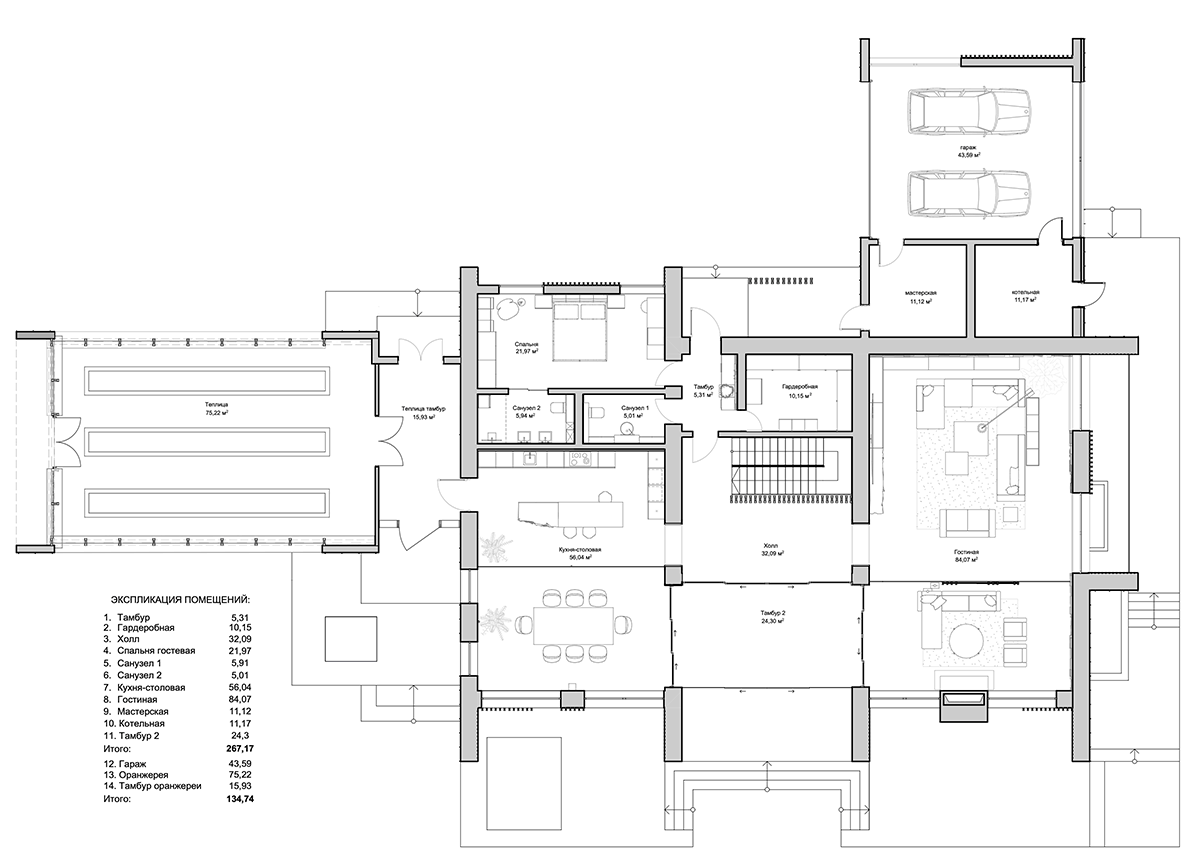 гараж
43,59 м²
мастерская
11,12 м²
котельная
11,17 м²
Спальня
21,97 м²
Тамбур
5,31 м²
Гардеробная
10,15 м²
Теплица
75,22 м²
Теплица тамбур
15,93 м²
Санузел 2
5,94 м²
Санузел 1
5,01 м²
Кухня-столовая
56,04 м²
Холл
32,09 м²
Гостиная
84,07 м²
Тамбур 2
24,30 м²
ЭКСПЛИКАЦИЯ ПОМЕЩЕНИЙ:
1. Тамбур 5,31
2. Гардеробная 10,15
3. Холл 32,09
4. Спальня гостевая 21,97
5. Санузел 1 5,91
6. Санузел 2 5,01
7. Кухня-столовая 56,04
8. Гостиная 84,07
9. Мастерская 11,12
10. Котельная 11,17
11. Тамбур 2 24,3
Итого: 267,17
12. Гараж 43,59
13. Оранжерея 75,22
14. Тамбур оранжереи 15,93
Итого: 134,74